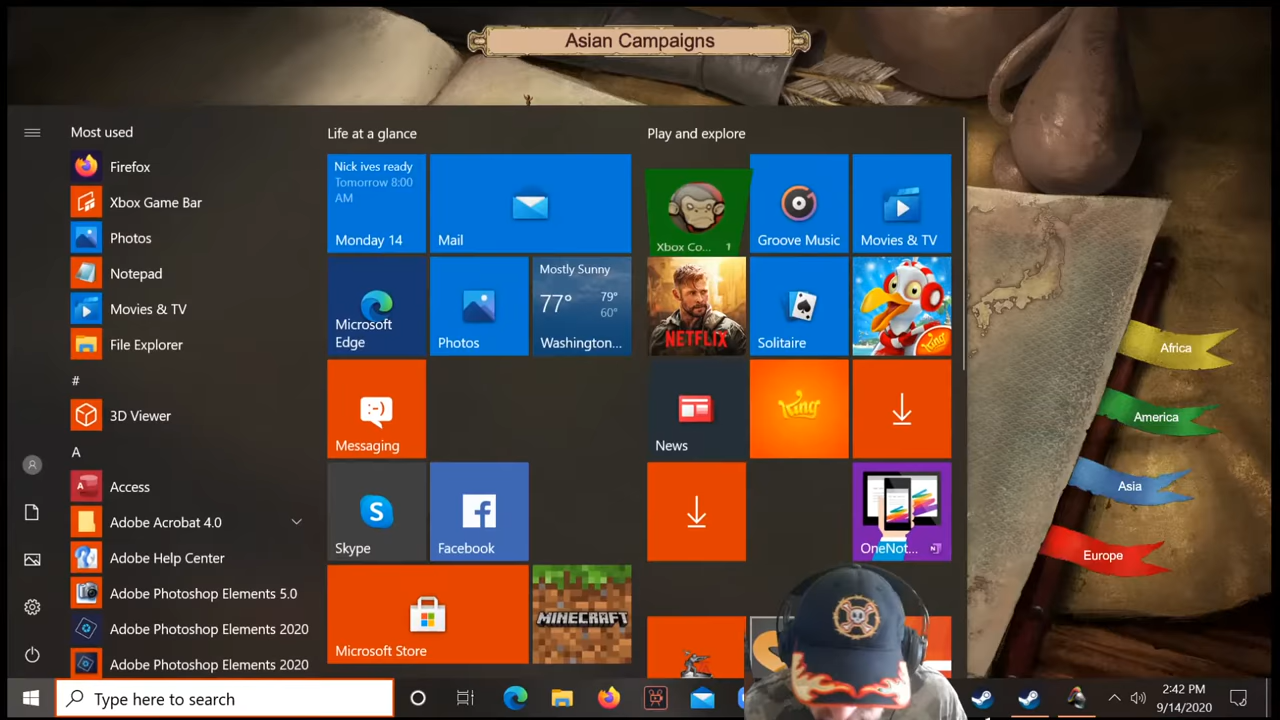 Asian Campaigns
Most used
Firefox
Xbox Game Bar
Photos
Notepad
Movies & TV
File Explorer
#
3D Viewer
A
Access
Adobe Acrobat 4.0
Adobe Help Center
Adobe Photoshop Elements 5.0
Adobe Photoshop Elements 2020
Adobe Photoshop Elements 2020
Life at a glance
Nick ives ready
Tomorrow 8:00
AM
Monday 14
Mail
Microsoft
Edge
Photos
Mostly Sunny
77°
79°
60°
Washington...
Messaging
Skype
Facebook
Microsoft Store
MINECRAFT
Play and explore
Xbox Co...
1
Groove Music
Movies & TV
NETFLIX
Solitaire
King
News
King
OneNot...
N
Africa
America
Asia
Europe
Type here to search
2:42 PM
9/14/2020